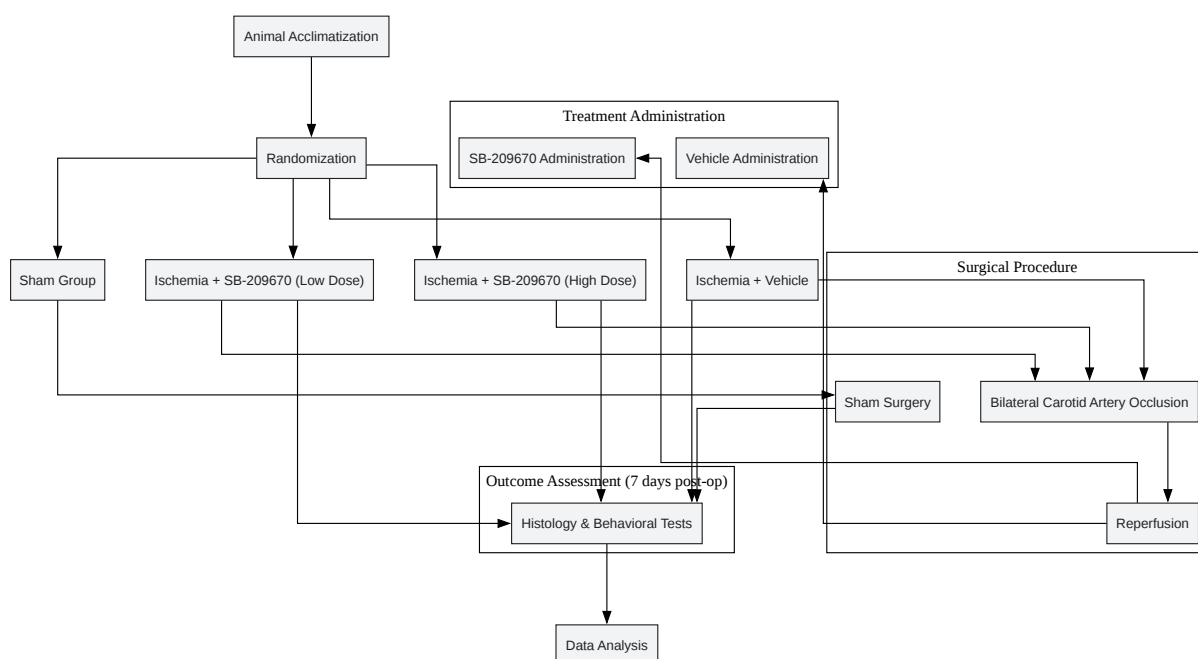 Animal Acclimatization
Treatment Administration
Randomization
SB-209670 Administration
Vehicle Administration
Sham Group
Ischemia + SB-209670 (Low Dose)
Ischemia + SB-209670 (High Dose)
Ischemia + Vehicle
Surgical Procedure
Sham Surgery
Bilateral Carotid Artery Occlusion
Outcome Assessment (7 days post-op)
Histology & Behavioral Tests
Reperfusion
Data Analysis